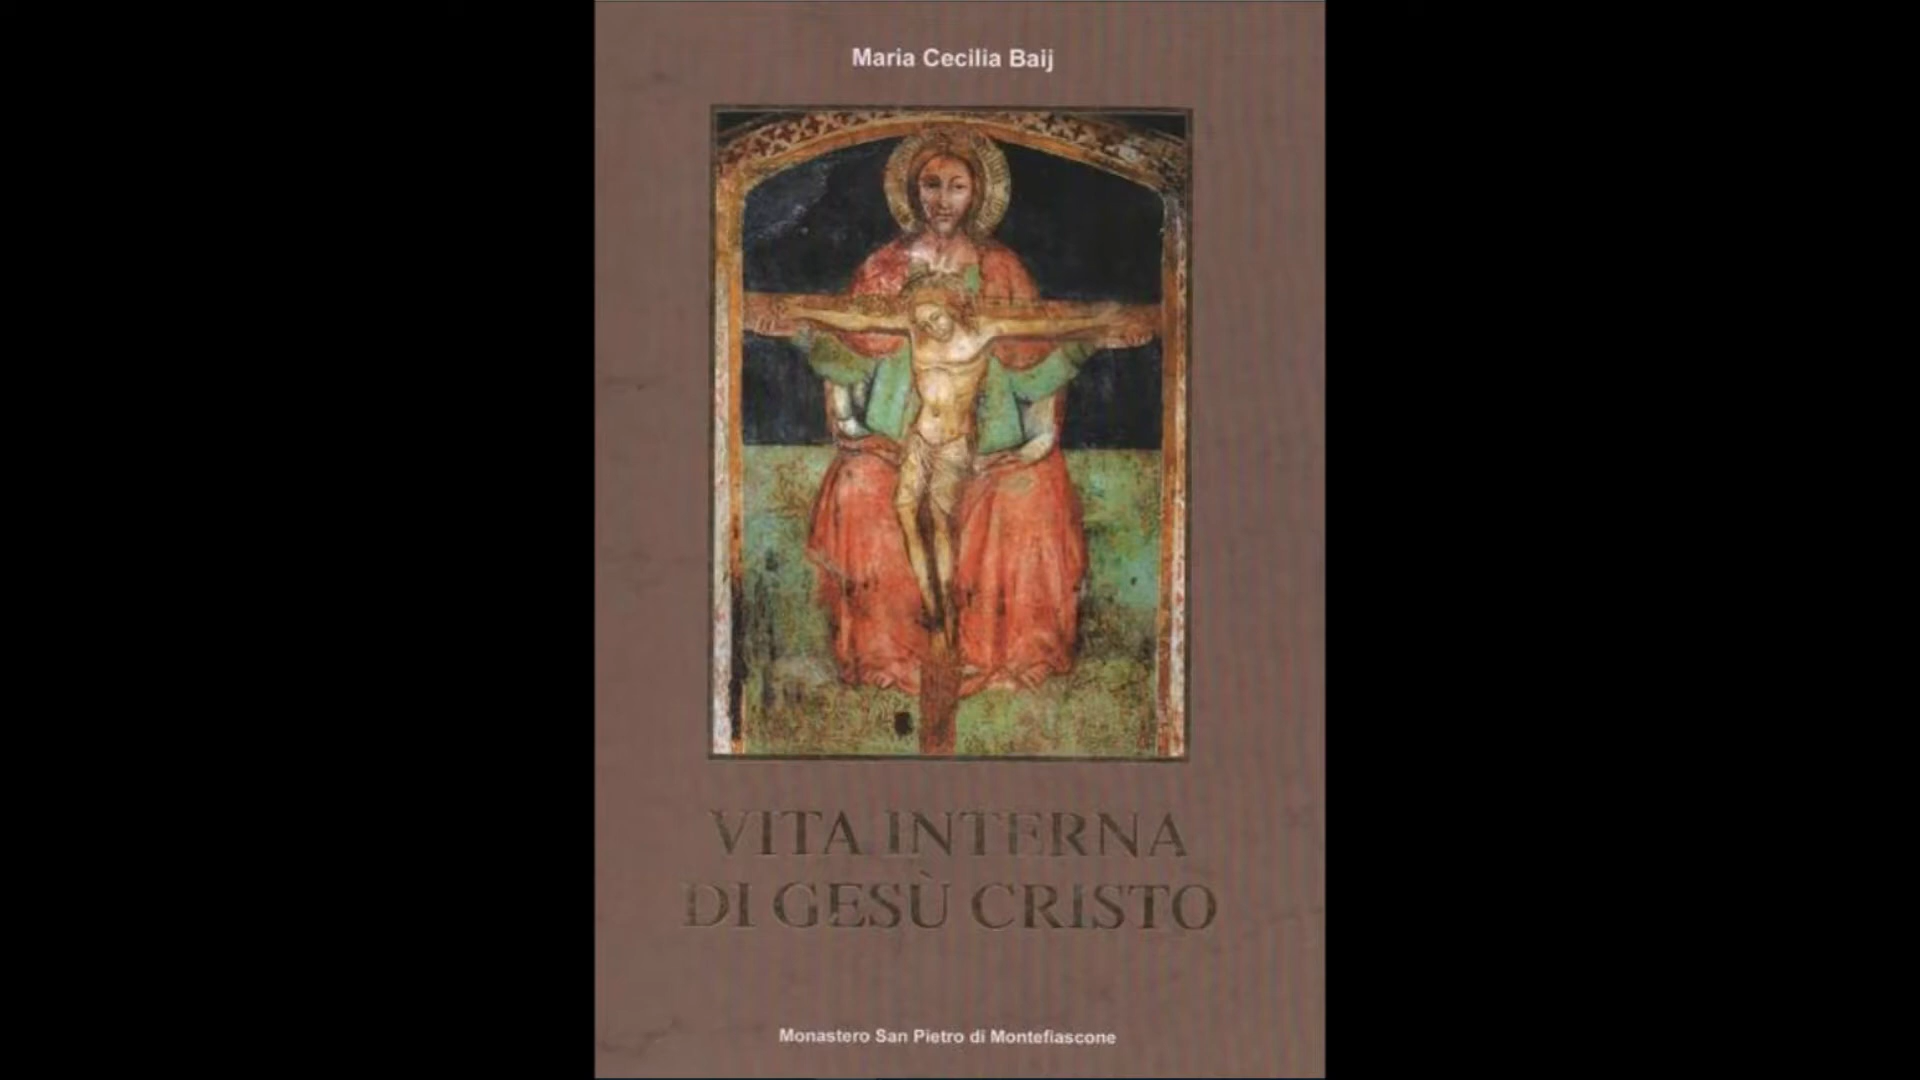 Maria Cecilia Baij
VITA INTERNA
DI GESÙ CRISTO
Monastero San Pietro di Montefiascone